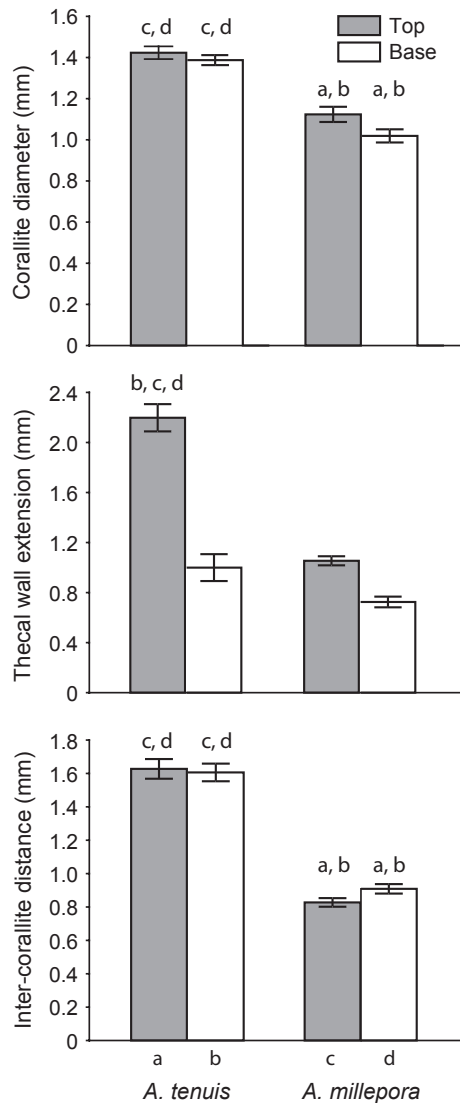 1.6
c, d
c, d
Top
Base
1.4
1.2
a, b
a, b
1.0
0.8
0.6
0.4
0.2
0
Corallite diameter (mm)
b, c, d
2.4
2.0
1.6
1.2
0.8
0.4
0
Thecal wall extension (mm)
1.8
c, d
c, d
1.6
1.4
1.2
1.0
a, b
a, b
0.8
0.6
0.4
0.2
0
Inter-corallite distance (mm)
a
b
c
d
A. tenuis
A. millepora